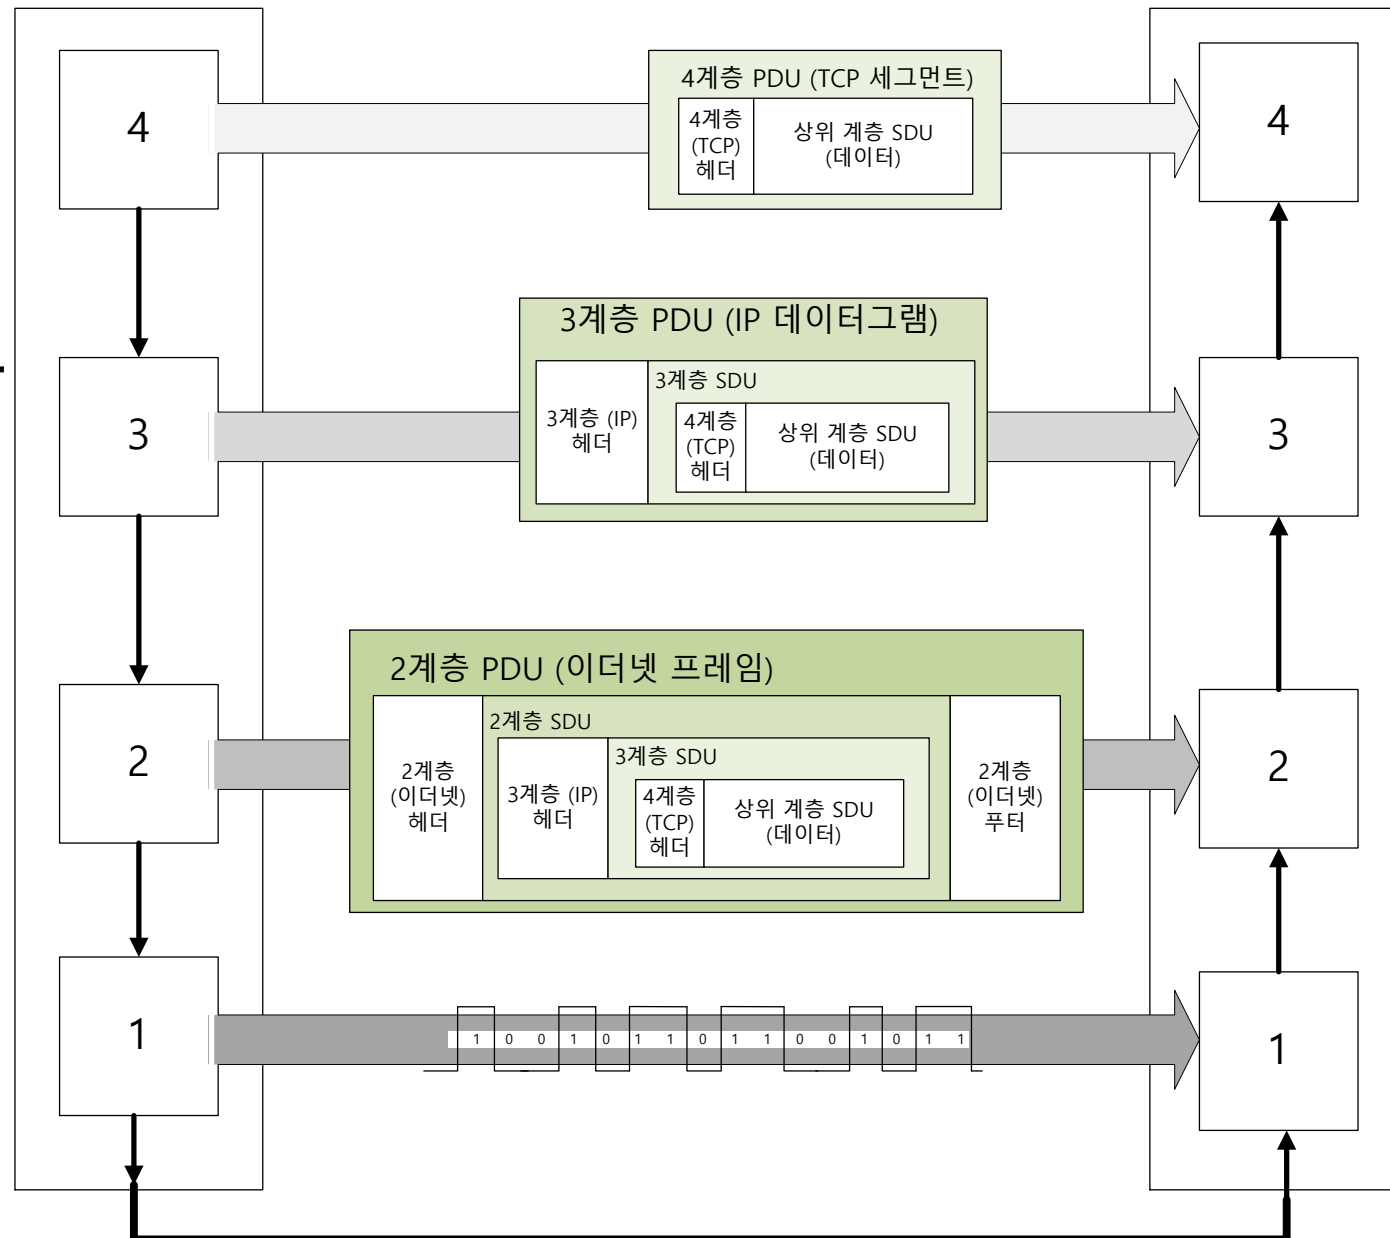 4계층 PDU (TCP 세그먼트)
4
4계층
(TCP)
헤더
상위 계층 SDU
(데이터)
4
3계층 PDU (IP 데이터그램)
3
3계층 (IP)
헤더
3계층 SDU
4계층
(TCP)
헤더
상위 계층 SDU
(데이터)
3
2계층 PDU (이더넷 프레임)
2
2계층
(이더넷)
헤더
2계층 SDU
3계층 (IP)
헤더
3계층 SDU
4계층
(TCP)
헤더
상위 계층 SDU
(데이터)
2계층
(이더넷)
푸터
2
1
1 0 0 1 0 1 1 0 1 1 0 0 1 0 1 1
1